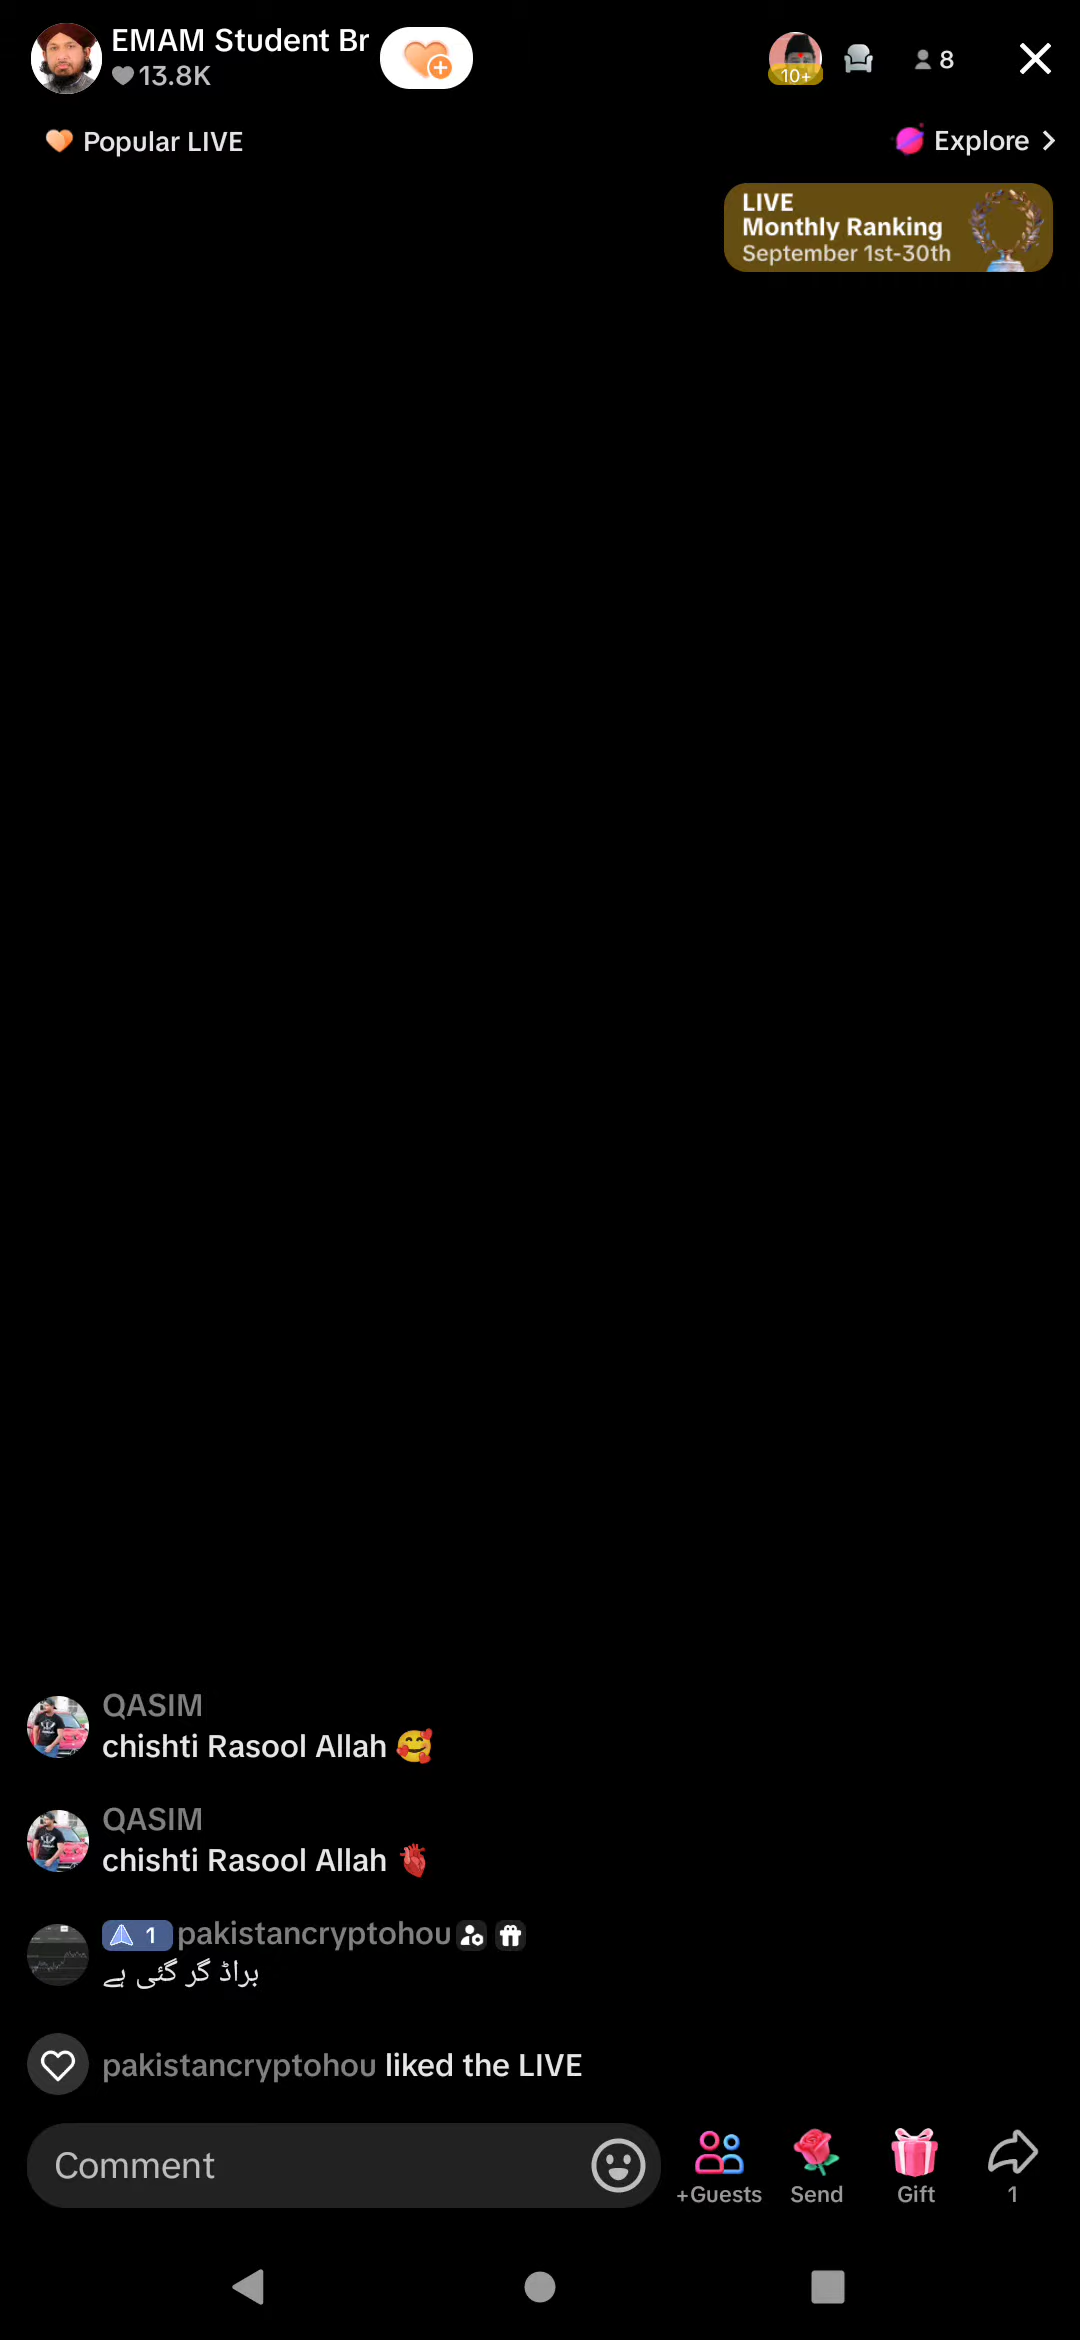 EMAM Student Br
13.8K
10+
8
Popular LIVE
Explore
LIVE
Monthly Ranking
September 1st-30th
QASIM
chishti Rasool Allah 🥰
QASIM
chishti Rasool Allah 🫀
1 pakistancryptohou
براڈ گر گئی ہے
pakistancryptohou liked the LIVE
Comment
+Guests
Send
Gift
1